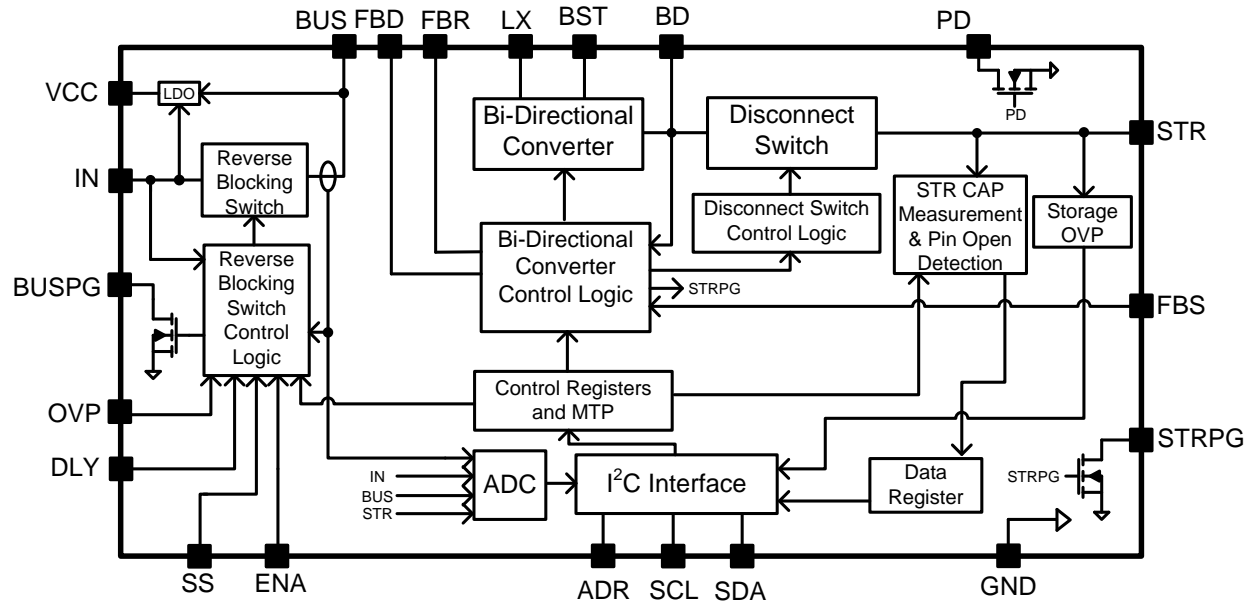 BUS FBD FBR LX BST BD PD
VCC
LDO
PD
IN
Reverse
Blocking
Switch
Bi-Directional
Converter
Disconnect
Switch
STR
STR CAP
Measurement
& Pin Open
Detection
Storage
OVP
Disconnect Switch
Control Logic
Bi-Directional
Converter
Control Logic
STRPG
BUSPG
Reverse
Blocking
Switch
Control
Logic
FBS
OVP
Control Registers
and MTP
STRPG
DLY
IN
BUS
STR
ADC
I²C Interface
Data
Register
STRPG
SS ENA ADR SCL SDA GND